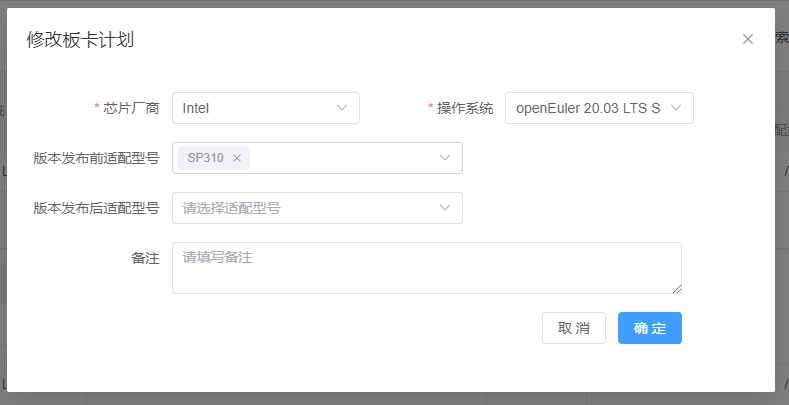 修改板卡计划
* 芯片厂商 Intel * 操作系统 openEuler 20.03 LTS S
版本发布前适配型号 SP310
版本发布后适配型号 请选择适配型号
备注 请填写备注
取 消 确 定
索